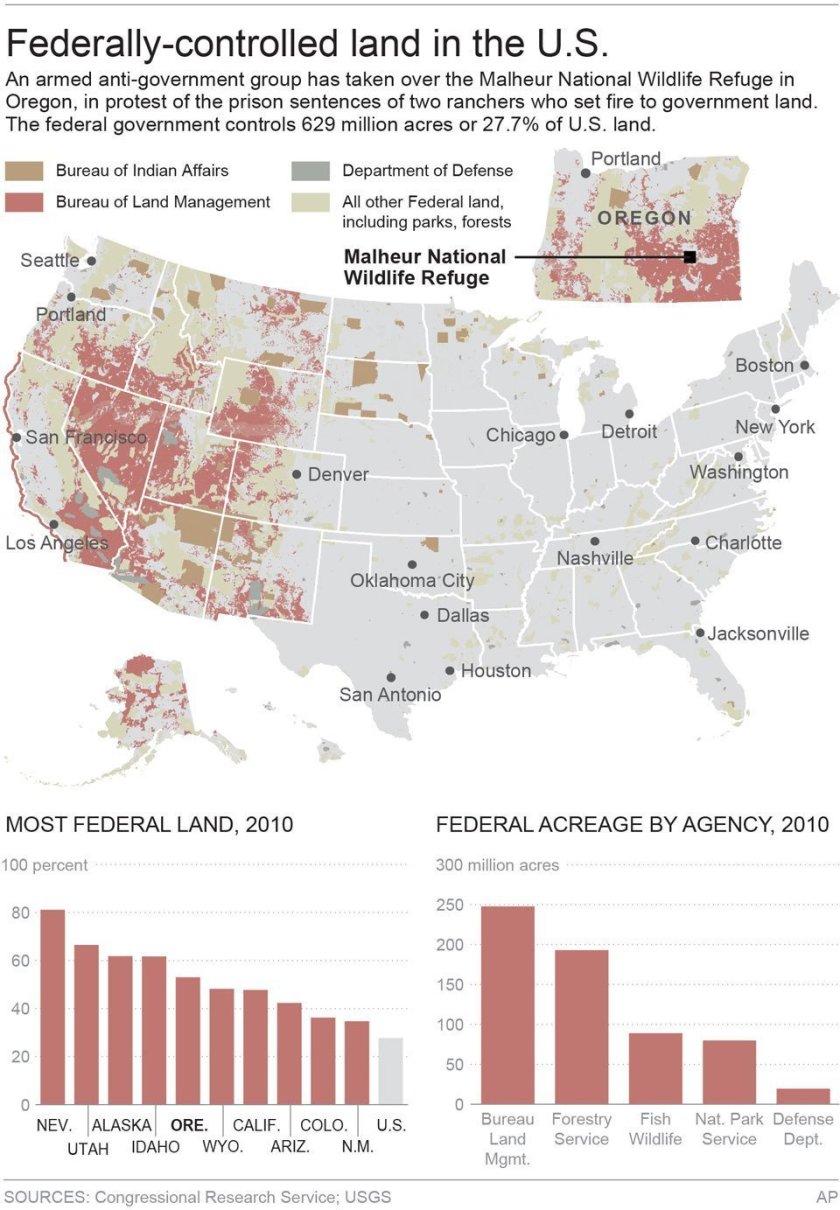 Federally-controlled land in the U.S.
An armed anti-government group has taken over the Malheur National Wildlife Refuge in
Oregon, in protest of the prison sentences of two ranchers who set fire to government land.
The federal government controls 629 million acres or 27.7% of U.S. land.
Bureau of Indian Affairs
Department of Defense
Bureau of Land Management
All other Federal land,
including parks, forests
Portland
OREGON
Malheur National
Wildlife Refuge
Seattle
Portland
Boston
San Francisco
Chicago
Detroit
New York
Denver
Washington
Los Angeles
Nashville
Charlotte
Oklahoma City
Dallas
Jacksonville
Houston
San Antonio
MOST FEDERAL LAND, 2010
100 percent
80
60
40
20
0
NEV.
UTAH
ALASKA
IDAHO
ORE.
WYO.
CALIF.
ARIZ.
COLO.
N.M.
U.S.
FEDERAL ACREAGE BY AGENCY, 2010
300 million acres
250
200
150
100
50
0
Bureau
Land
Mgmt.
Forestry
Service
Fish
Wildlife
Nat. Park
Service
Defense
Dept.
SOURCES: Congressional Research Service; USGS
AP